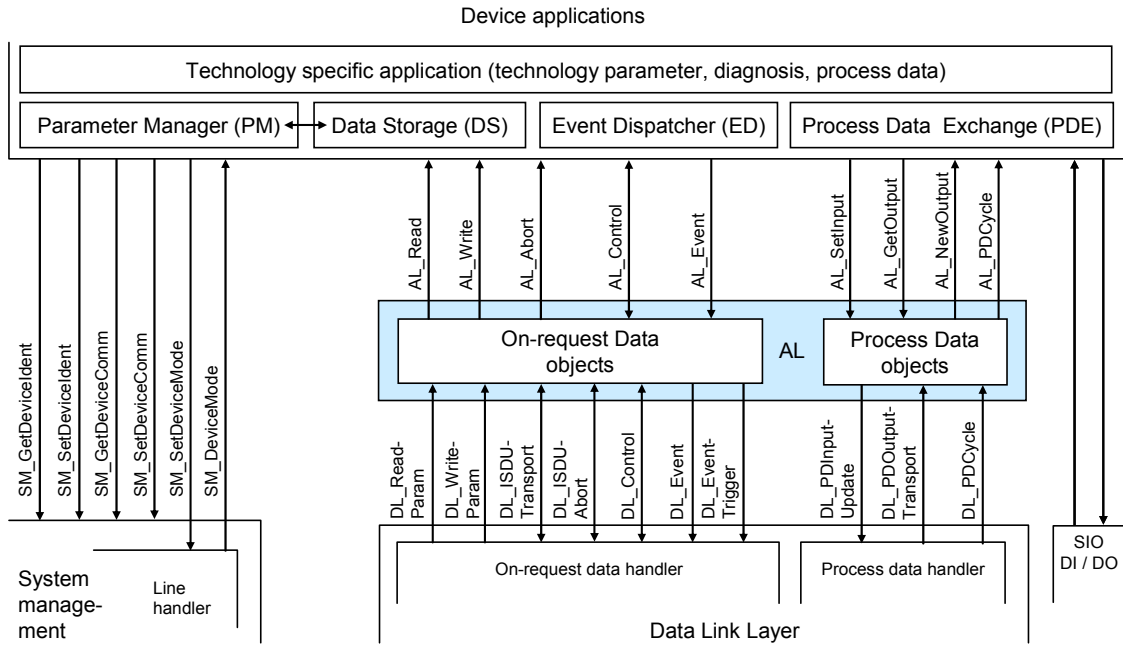 Device applications
Technology specific application (technology parameter, diagnosis, process data)
Parameter Manager (PM)
Data Storage (DS)
Event Dispatcher (ED)
Process Data Exchange (PDE)
SM_GetDeviceIdent
SM_SetDeviceIdent
SM_GetDeviceComm
SM_SetDeviceComm
SM_SetDeviceMode
SM_DeviceMode
AL_Read
AL_Write
AL_Abort
AL_Control
AL_Event
AL_SetInput
AL_GetOutput
AL_NewOutput
AL_PDCycle
On-request Data
objects
AL
Process Data
objects
DL_Read-
Param
DL_Write-
Param
DL_ISDU-
Transport
DL_ISDU-
Abort
DL_Control
DL_Event
DL_Event-
Trigger
DL_PDInput-
Update
DL_PDOutput-
Transport
DL_PDCycle
System
manage-
ment
Line
handler
On-request data handler
Process data handler
Data Link Layer
SIO
DI / DO